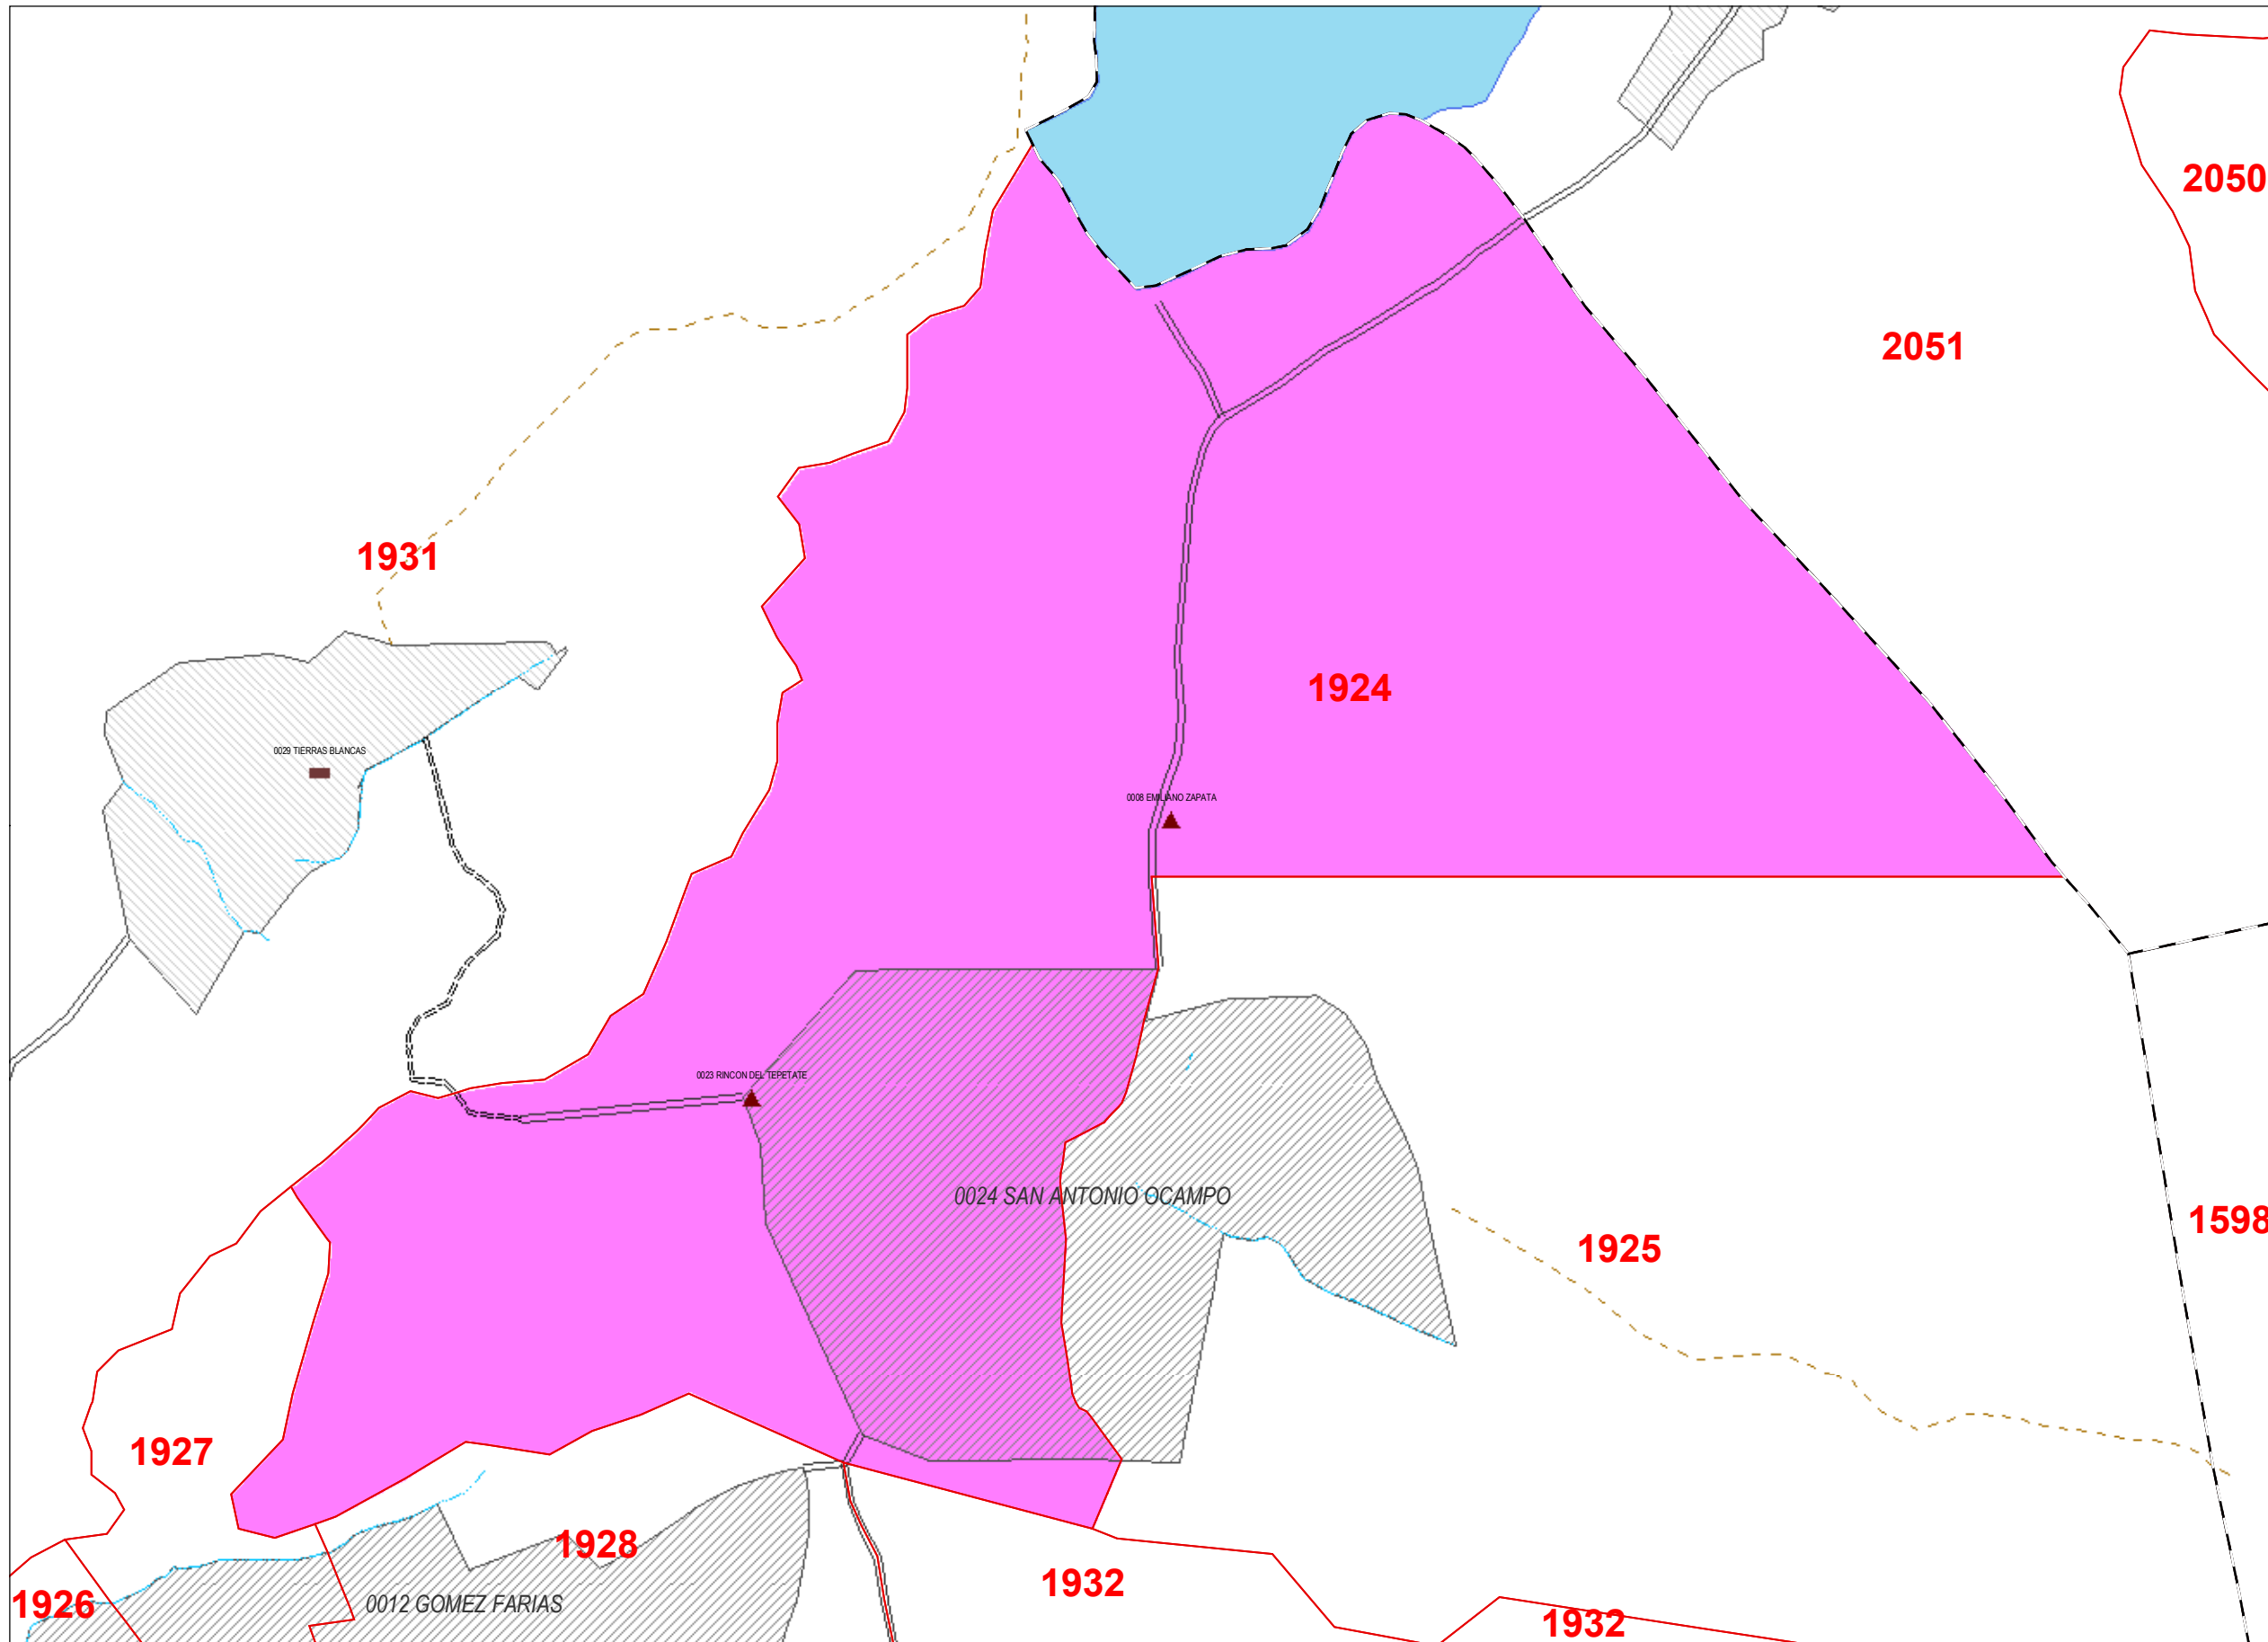 2050
2051
1931
1924
0029 TIERRAS BLANCAS
0008 EMILIANO ZAPATA
0023 RINCON DEL TEPETATE
0024 SAN ANTONIO OCAMPO
1598
1925
1927
1928
1932
1926
0012 GOMEZ FARIAS
1932